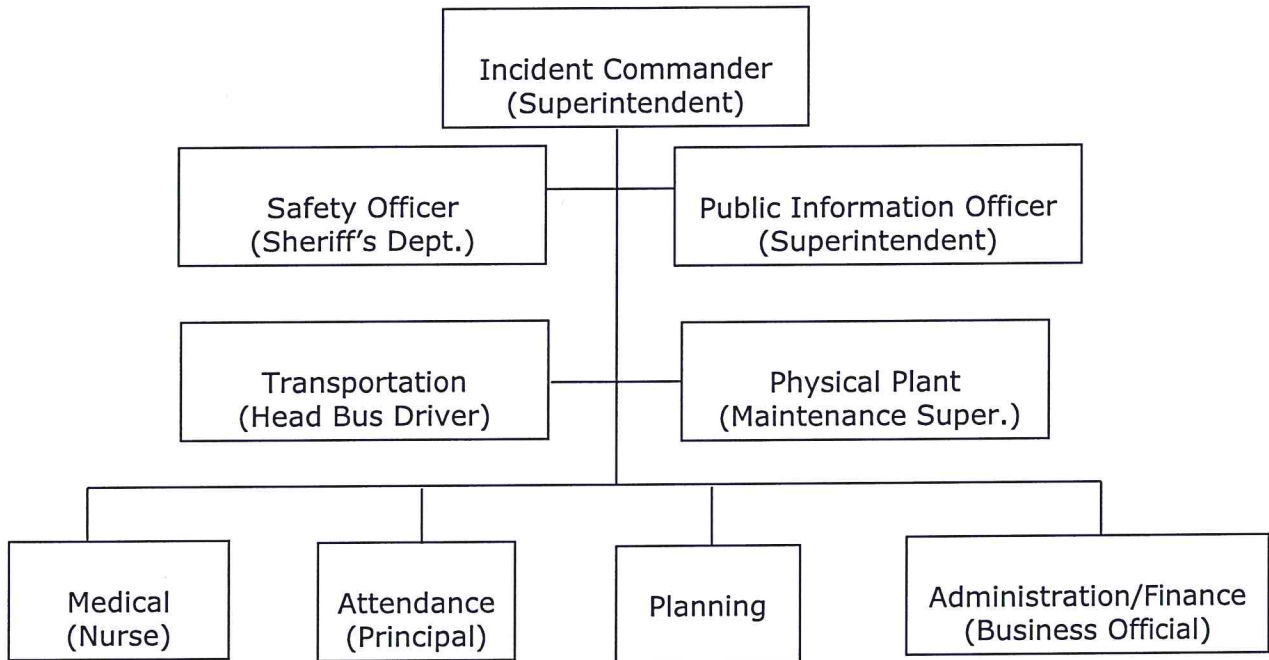 Incident Commander
(Superintendent)
Safety Officer
(Sheriff's Dept.)
Public Information Officer
(Superintendent)
Transportation
(Head Bus Driver)
Physical Plant
(Maintenance Super.)
Medical
(Nurse)
Attendance
(Principal)
Planning
Administration/Finance
(Business Official)